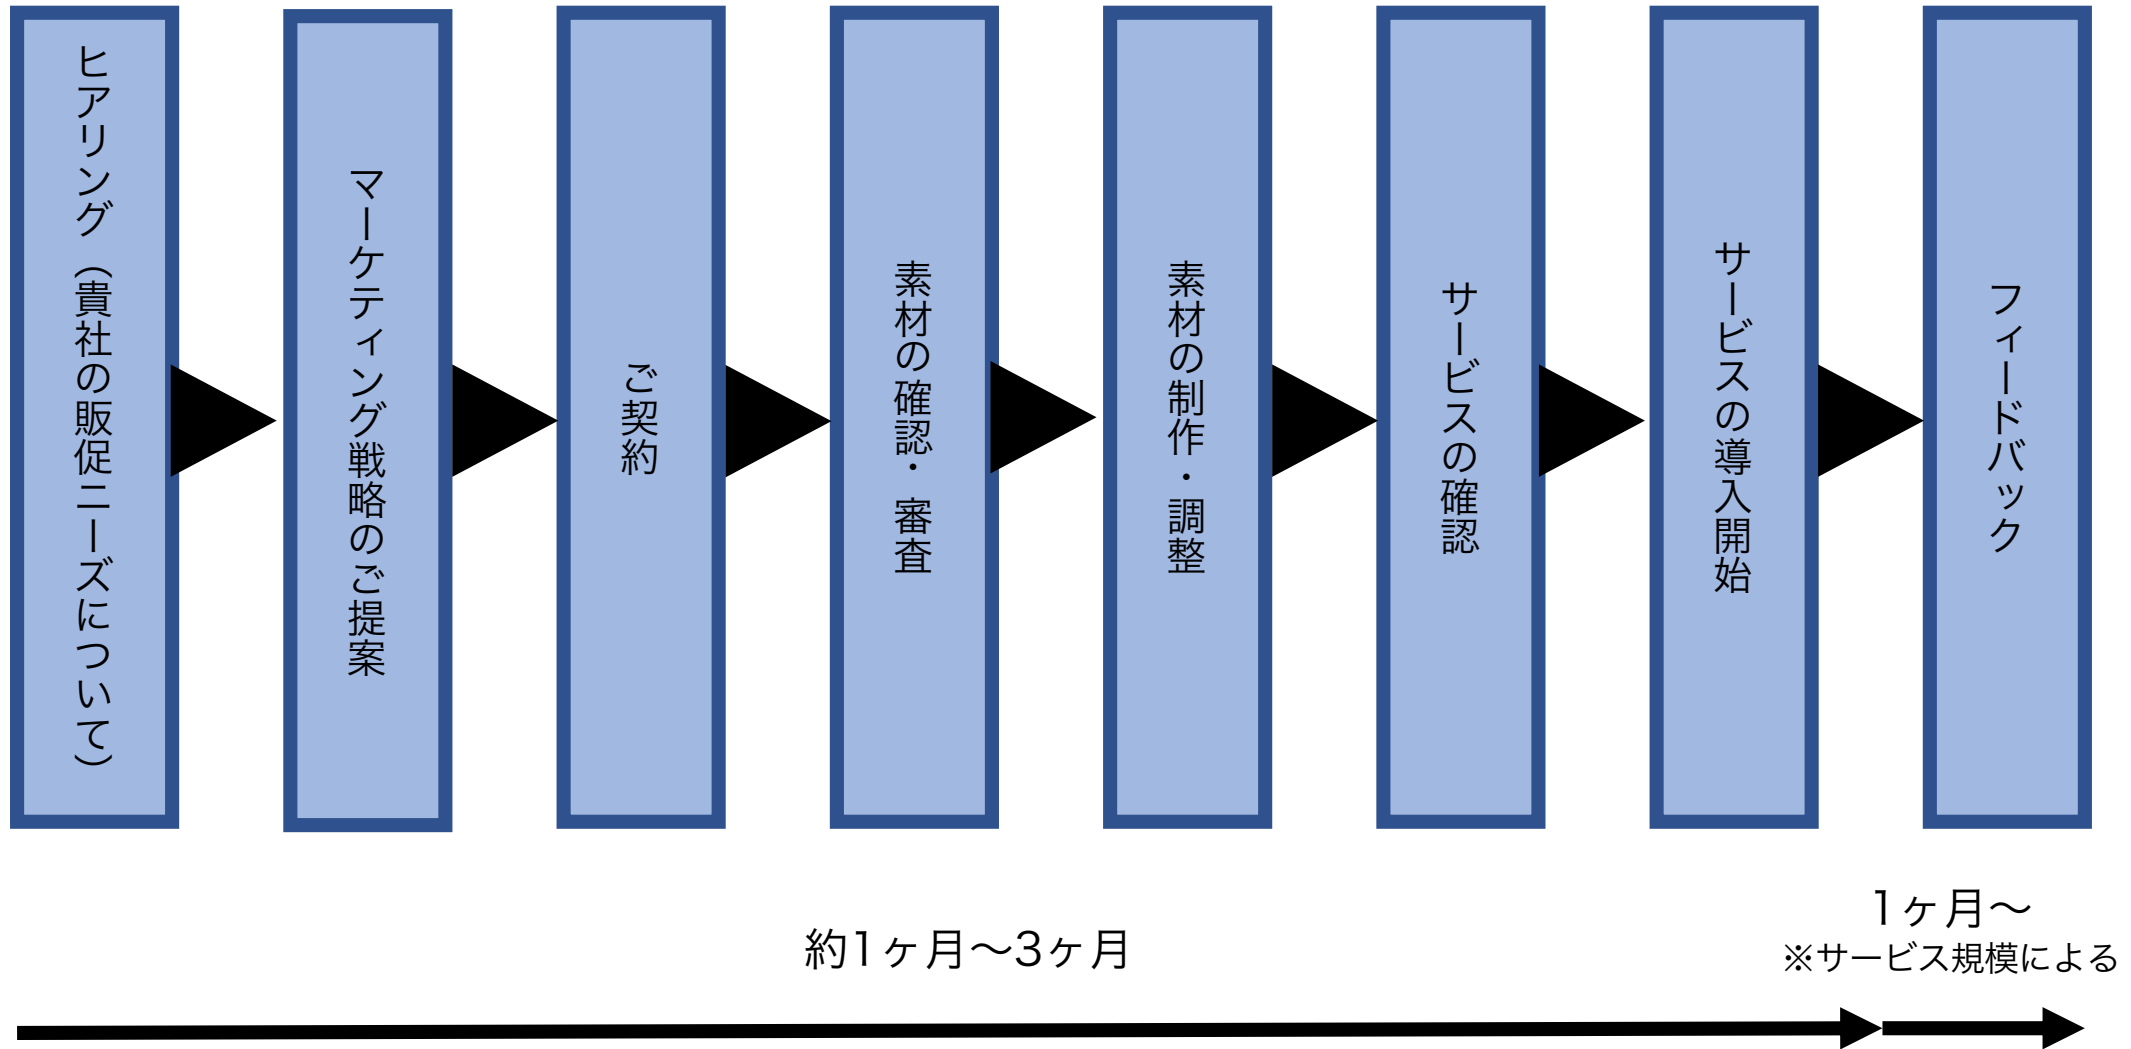 ヒアリング（貴社の販促ニーズについて）
マーケティング戦略のご提案
ご契約
素材の確認・審査
素材の制作・調整
サービスの確認
サービスの導入開始
フィードバック
約1ヶ月～3ヶ月
1ヶ月～
※サービス規模による